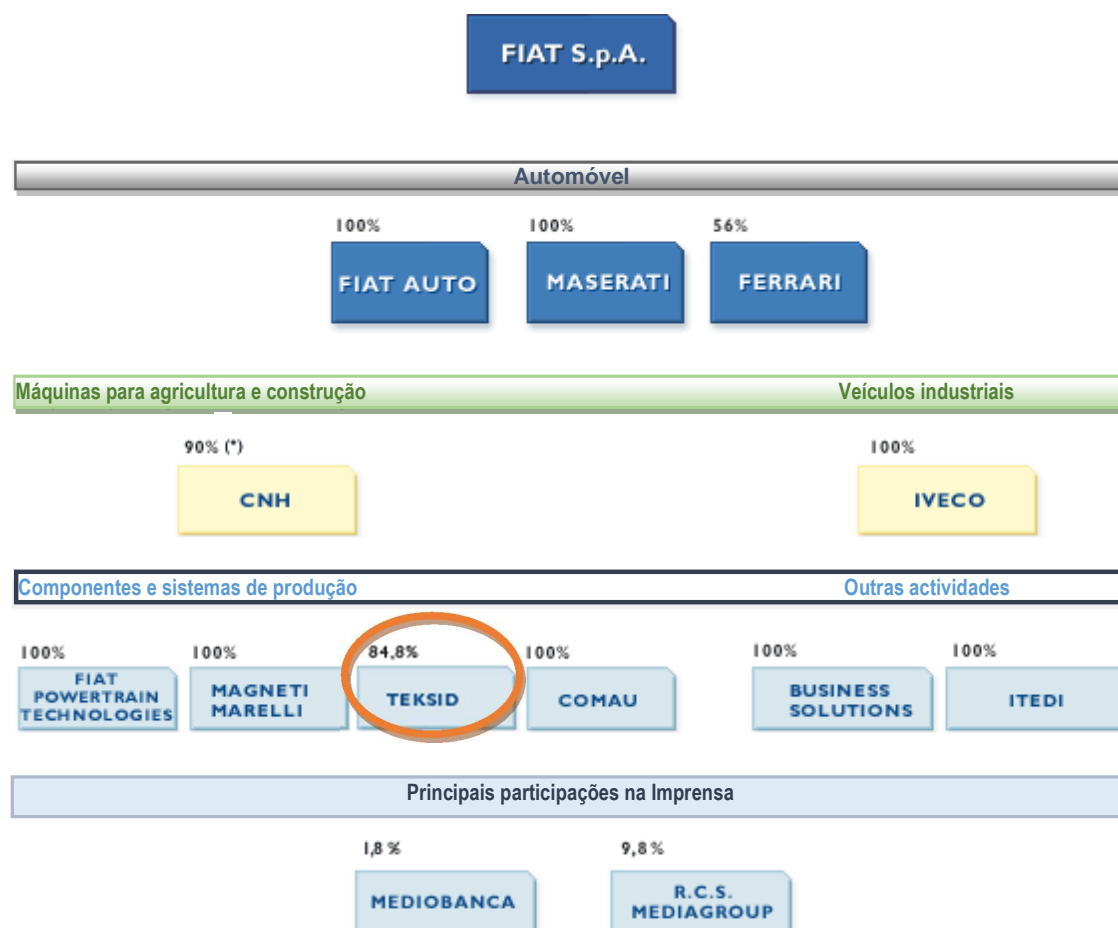 FIAT S.p.A.
Automóvel
100% 100% 56%
FIAT AUTO MASERATI FERRARI
Máquinas para agricultura e construção Veículos industriais
90% (*) 100%
CNH IVECO
Componentes e sistemas de produção Outras actividades
100% 100% 84,8% 100% 100% 100%
FIAT
POWERTRAIN
TECHNOLOGIES
MAGNETI
MARELLI
TEKSID
COMAU
BUSINESS
SOLUTIONS
ITEDI
Principais participações na Imprensa
1,8 % 9,8 %
MEDIOBANCA
R.C.S.
MEDIAGROUP